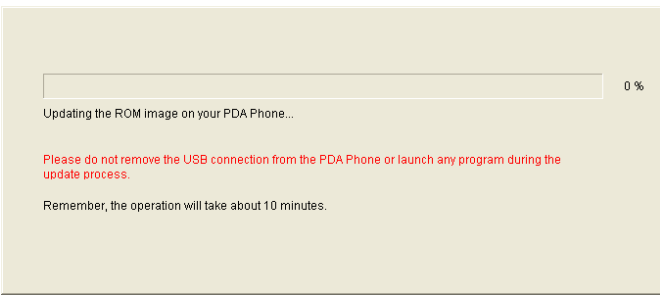 0 %
Updating the ROM image on your PDA Phone...
Please do not remove the USB connection from the PDA Phone or launch any program during the
update process.
Remember, the operation will take about 10 minutes.